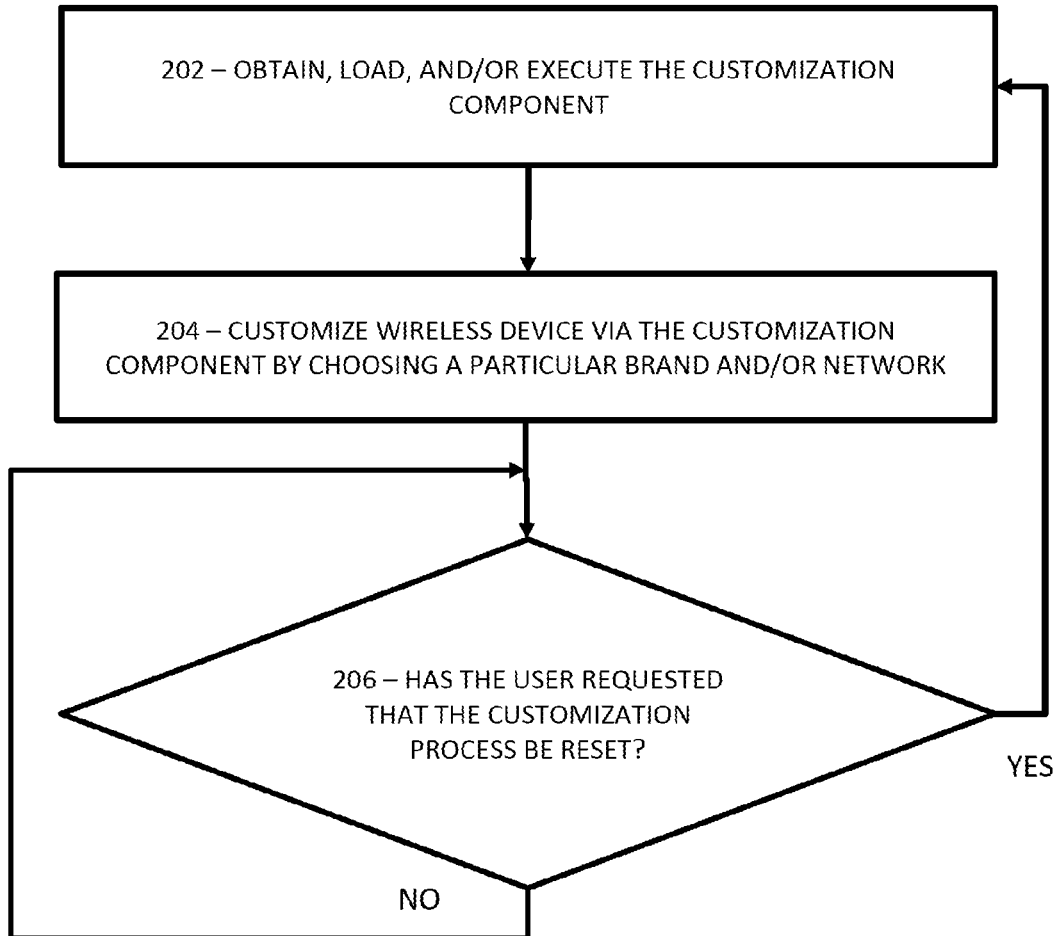 202 – OBTAIN, LOAD, AND/OR EXECUTE THE CUSTOMIZATION
COMPONENT
204 – CUSTOMIZE WIRELESS DEVICE VIA THE CUSTOMIZATION
COMPONENT BY CHOOSING A PARTICULAR BRAND AND/OR NETWORK
206 – HAS THE USER REQUESTED
THAT THE CUSTOMIZATION
PROCESS BE RESET?
YES
NO